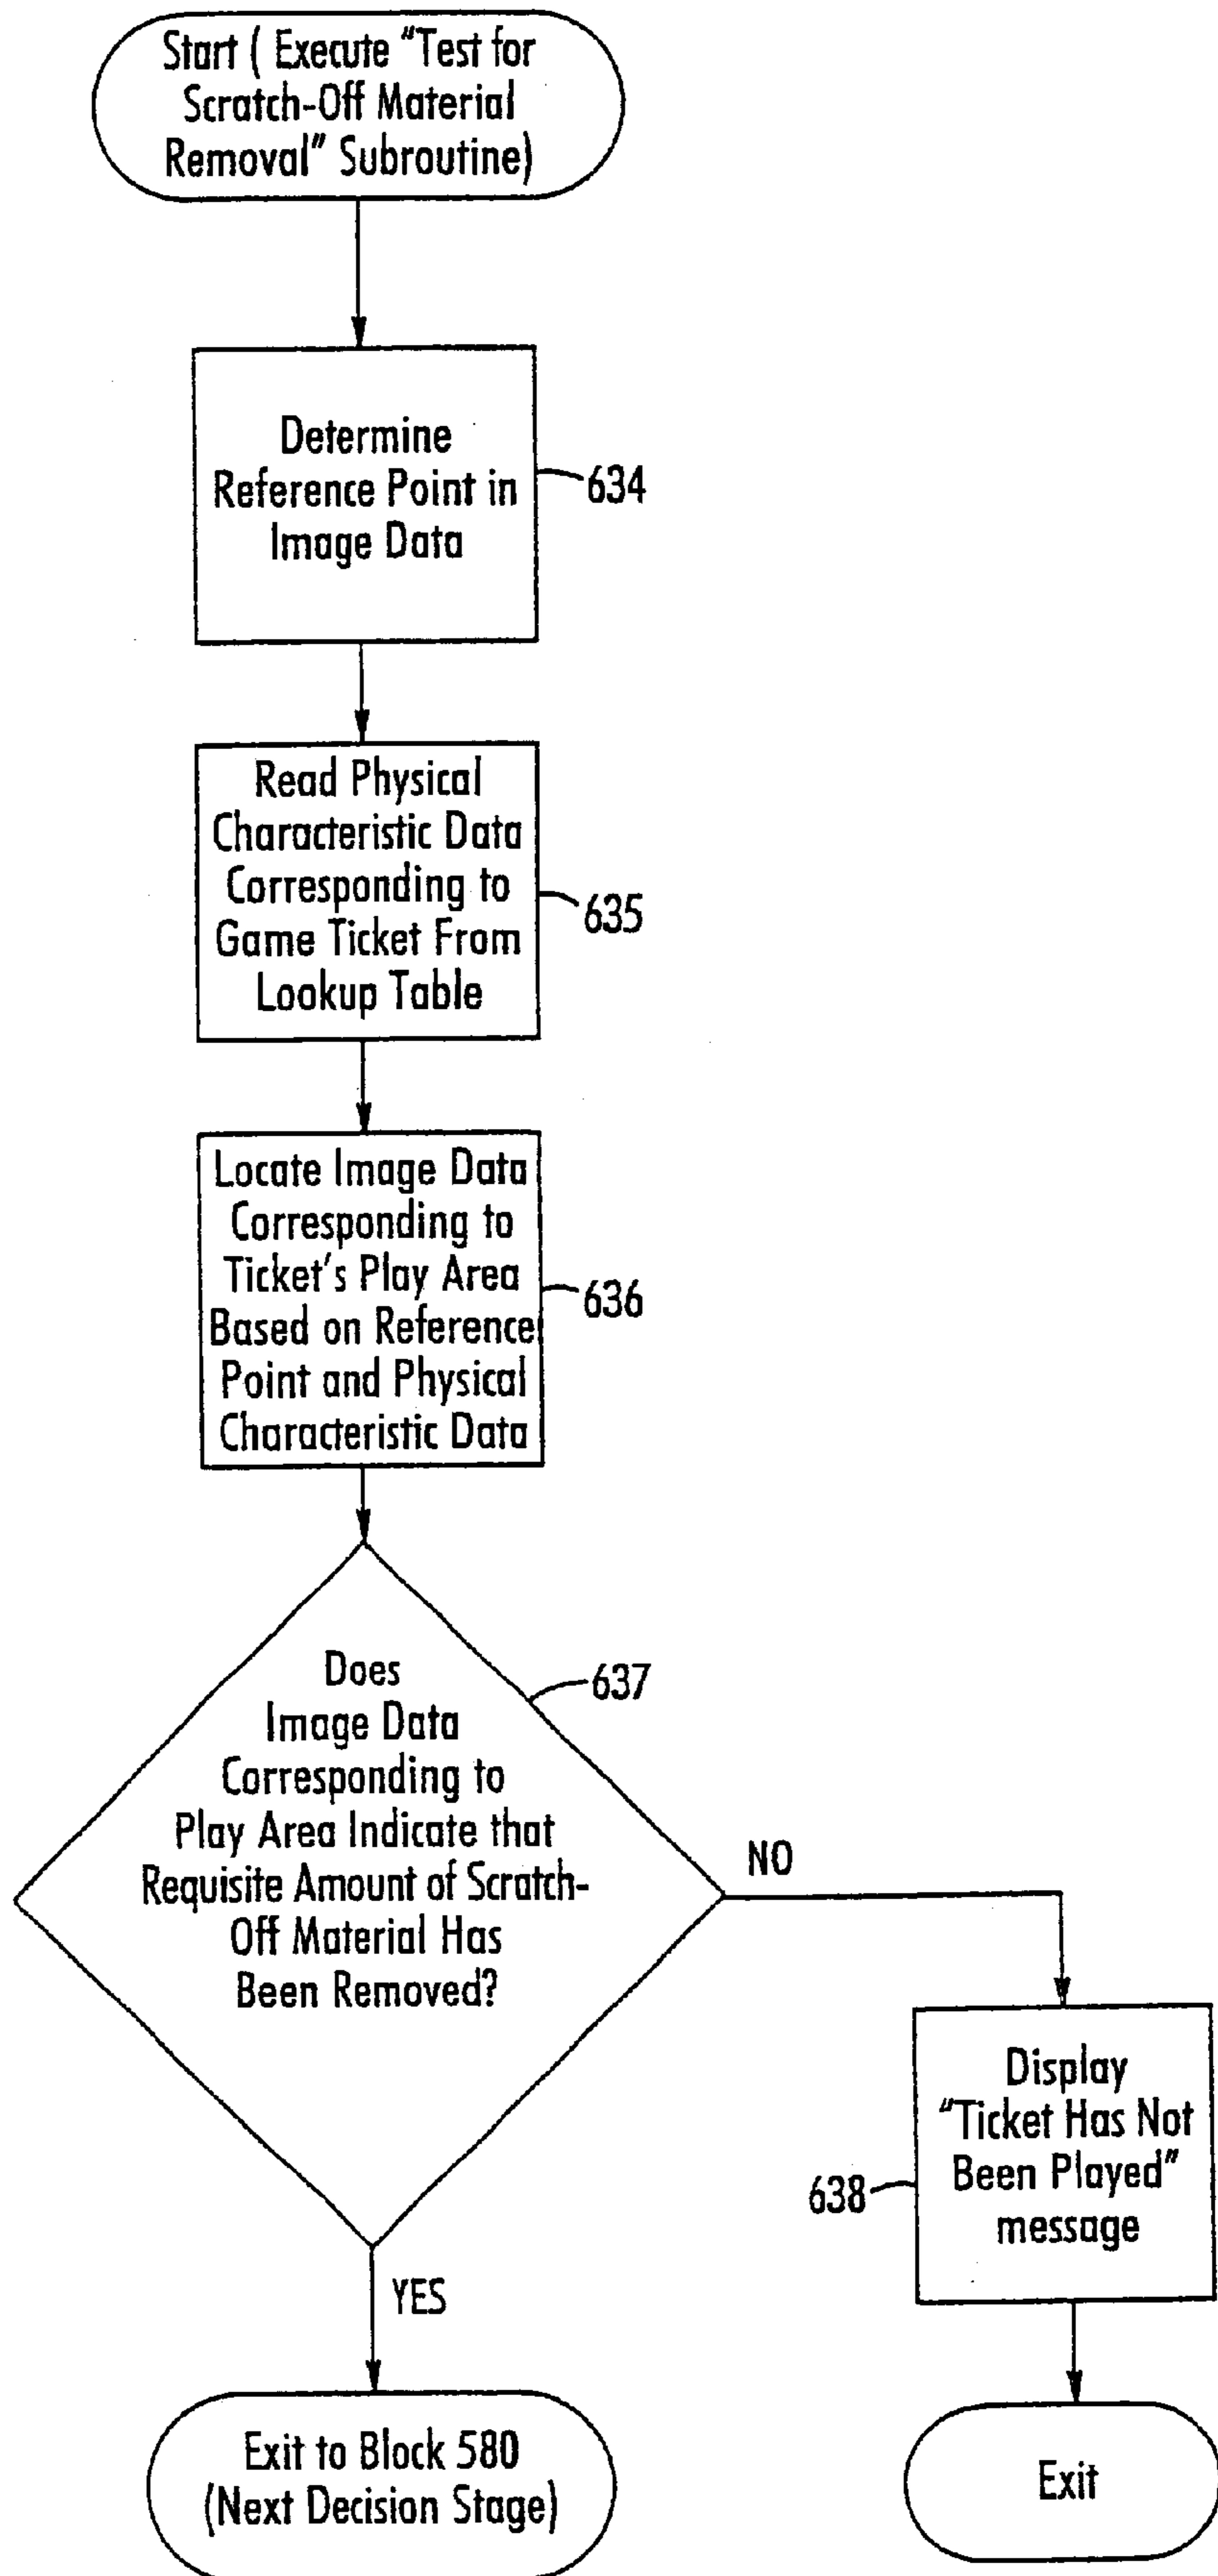 Start ( Execute "Test for
Scratch-Off Material
Removal" Subroutine)
Determine
Reference Point in
Image Data
634
Read Physical
Characteristic Data
Corresponding to
Game Ticket From
Lookup Table
635
Locate Image Data
Corresponding to
Ticket's Play Area
Based on Reference
Point and Physical
Characteristic Data
636
Does
Image Data
Corresponding to
Play Area Indicate that
Requisite Amount of Scratch-
Off Material Has
Been Removed?
637
NO
Display
"Ticket Has Not
Been Played"
message
638
YES
Exit to Block 580
(Next Decision Stage)
Exit